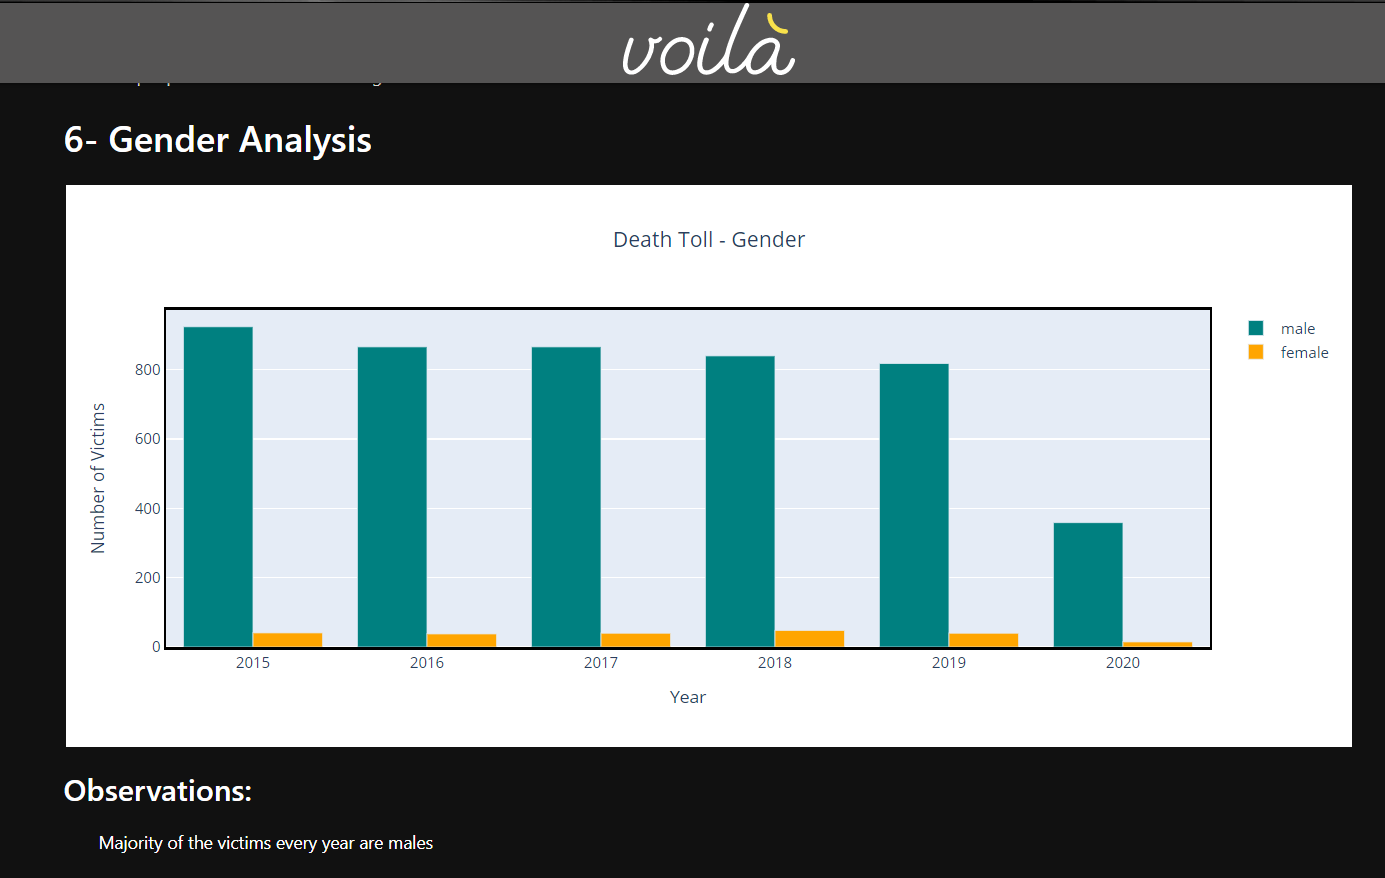 voilà
6- Gender Analysis
Death Toll - Gender
male
female
Number of Victims
800
600
400
200
0
2015 2016 2017 2018 2019 2020
Year
Observations:
Majority of the victims every year are males